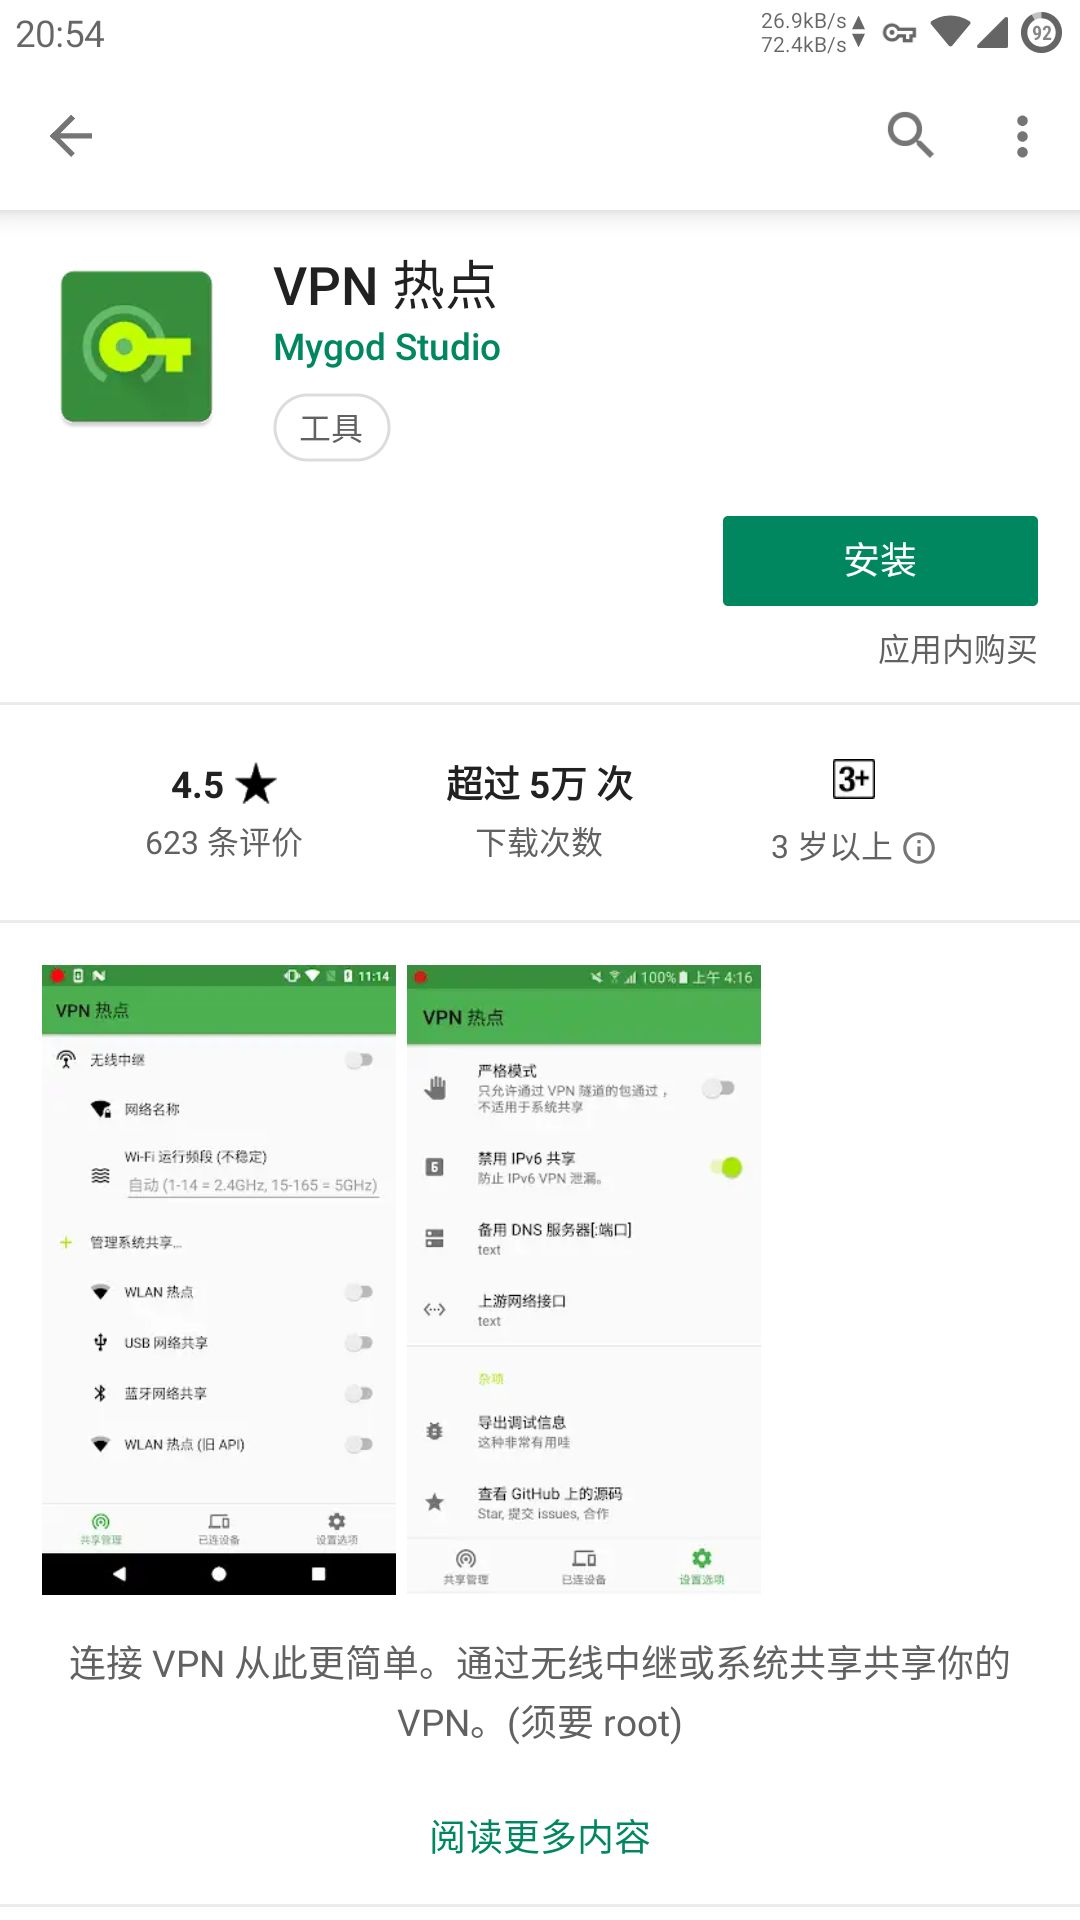 20:54
26.9kB/s
72.4kB/s
92
VPN 热点
Mygod Studio
工具
安装
应用内购买
4.5 ★
623 条评价
超过 5万 次
下载次数
3+
3 岁以上
11:14
VPN 热点
无线中继
网络名称
Wi-Fi 运行频段 (不稳定)
自动 (1-14 = 2.4GHz, 15-165 = 5GHz)
管理系统共享...
WLAN 热点
USB 网络共享
蓝牙网络共享
WLAN 热点 (旧 API)
共享管理
已连设备
设置选项
100% 上午 4:16
VPN 热点
严格模式
只允许通过 VPN 隧道的包通过，
不适用于系统共享
6
禁用 IPv6 共享
防止 IPv6 VPN 泄漏。
备用 DNS 服务器[:端口]
text
上游网络接口
text
杂项
导出调试信息
这种非常有用哇
查看 GitHub 上的源码
Star, 提交 issues, 合作
共享管理
已连设备
设置选项
连接 VPN 从此更简单。通过无线中继或系统共享共享你的
VPN。(须要 root)
阅读更多内容